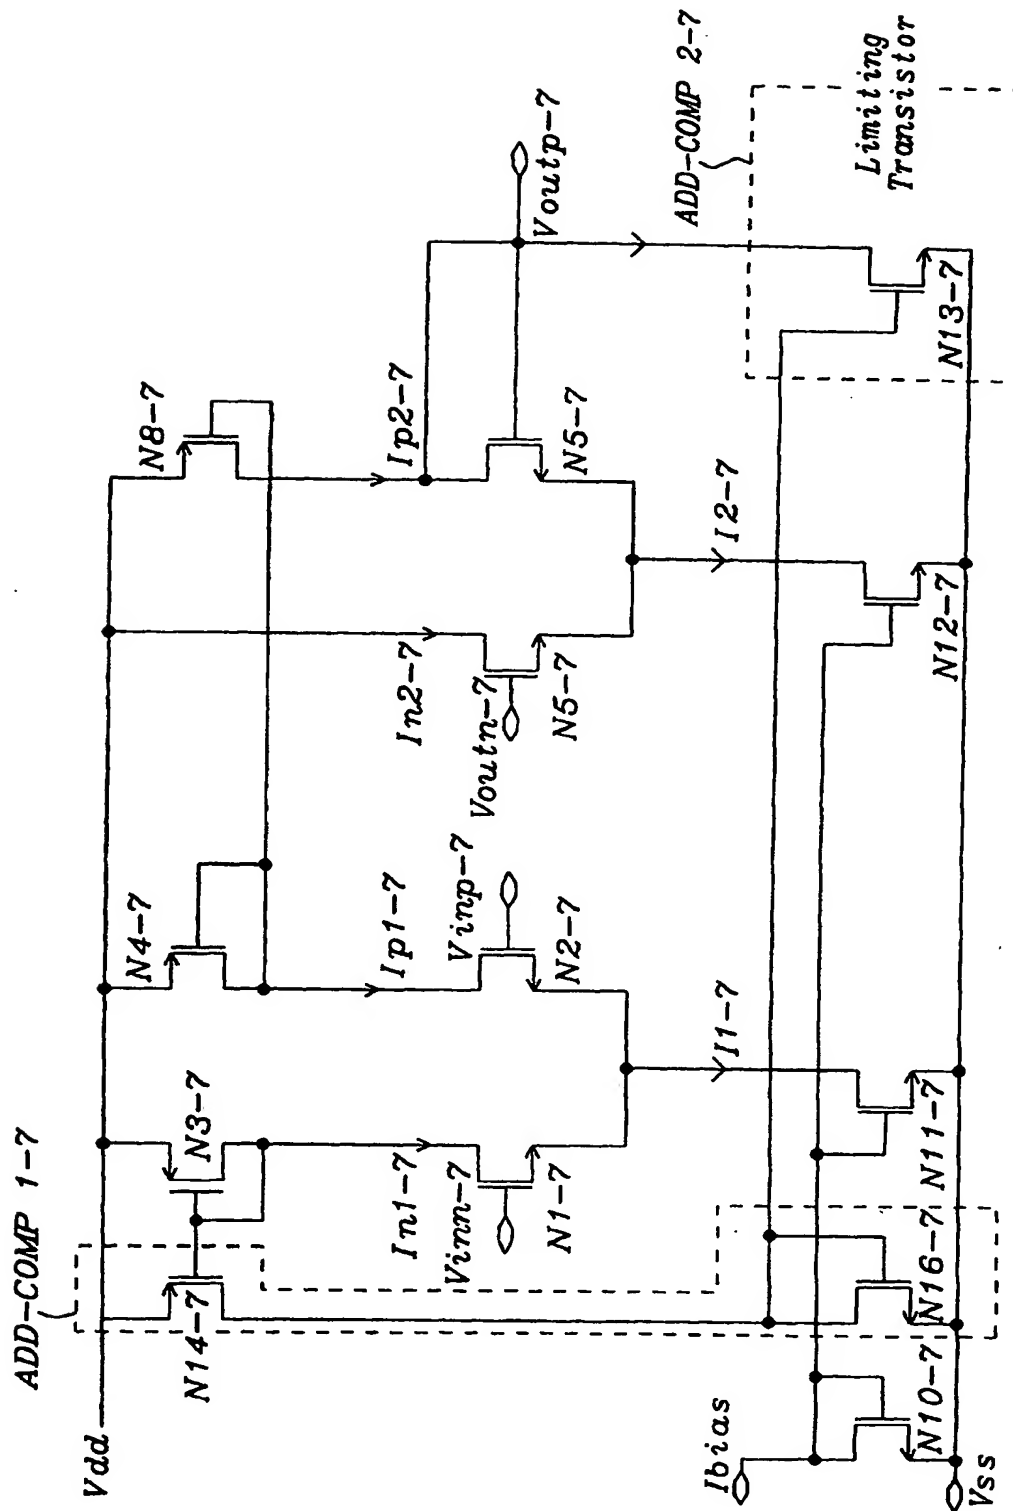 ADD-COMP 1-7
ADD-COMP 2-7
Limiting
Transistor
Vdd
N14-7
N3-7
N4-7
N8-7
In1-7
Ip1-7
In2-7
Ip2-7
Vinn-7
Vinp-7
Voutn-7
Voutp-7
N1-7
N2-7
N5-7
N5-7
I1-7
I2-7
Ibias
N10-7
N16-7
N11-7
N12-7
N13-7
Vss